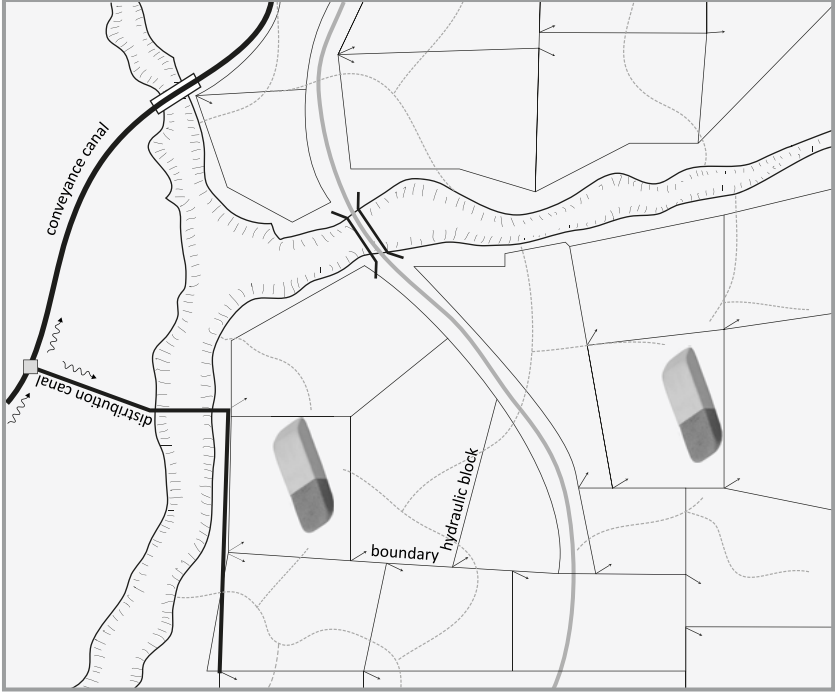 conveyance canal
distribution canal
hydraulic block
boundary